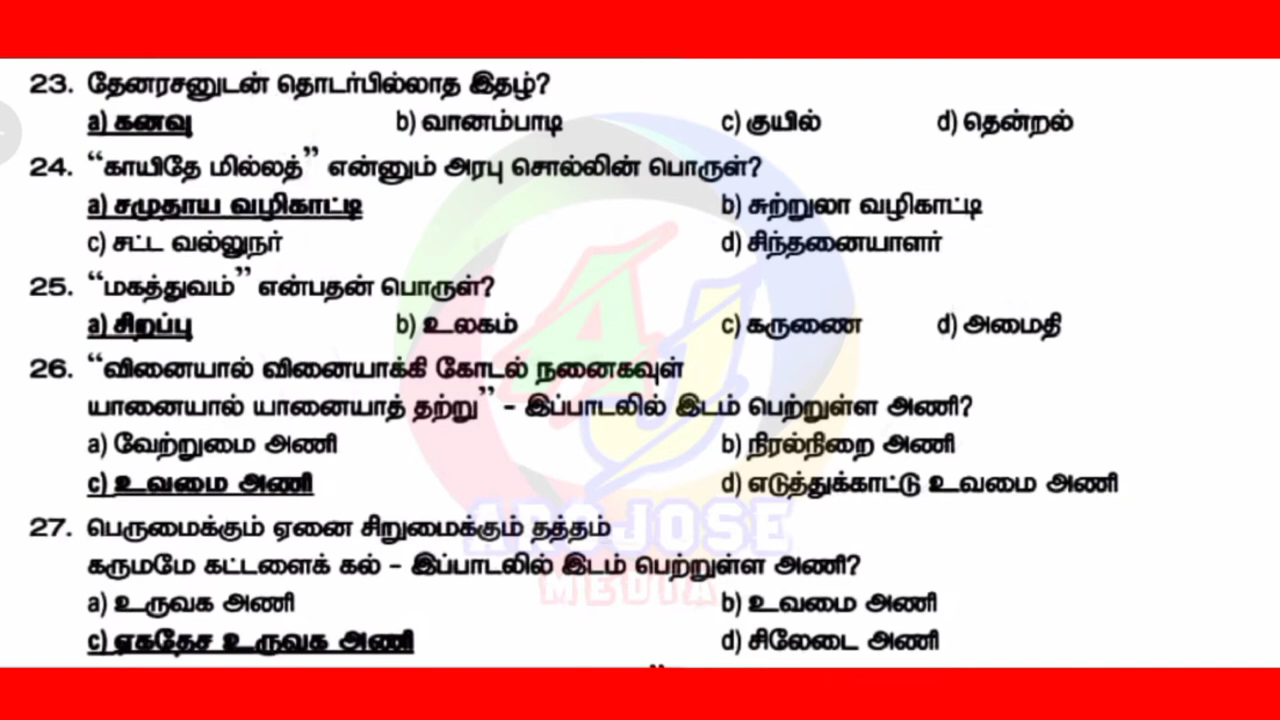 23. தேனரசனுடன் தொடர்பில்லாத இதழ்?
a) கனவு b) வானம்பாடி c) குயில் d) தென்றல்
24. “காயிதே மில்லத்” என்னும் அரபு சொல்லின் பொருள்?
a) சமுதாய வழிகாட்டி b) சுற்றுலா வழிகாட்டி
c) சட்ட வல்லுநர் d) சிந்தனையாளர்
25. “மகத்துவம்” என்பதன் பொருள்?
a) சிறப்பு b) உலகம் c) கருணை d) அமைதி
26. “வினையால் வினையாக்கி கோடல் நனைகவுள்
யானையால் யானையாத் தற்று” – இப்பாடலில் இடம் பெற்றுள்ள அணி?
a) வேற்றுமை அணி b) நிரல்நிறை அணி
c) உவமை அணி d) எடுத்துக்காட்டு உவமை அணி
27. பெருமைக்கும் ஏனை சிறுமைக்கும் தத்தம்
கருமமே கட்டளைக் கல் – இப்பாடலில் இடம் பெற்றுள்ள அணி?
a) உருவக அணி b) உவமை அணி
c) ஏகதேச உருவக அணி d) சிலேடை அணி
AJ
AROJOSE
MEDIA